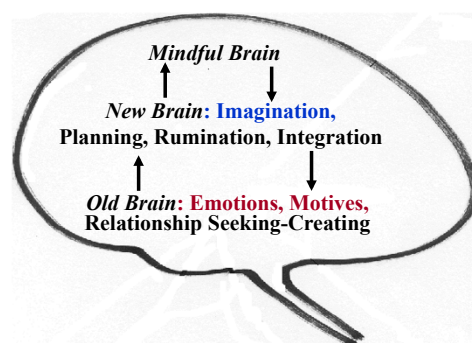 Mindful Brain
New Brain: Imagination,
Planning, Rumination, Integration
Old Brain: Emotions, Motives,
Relationship Seeking-Creating